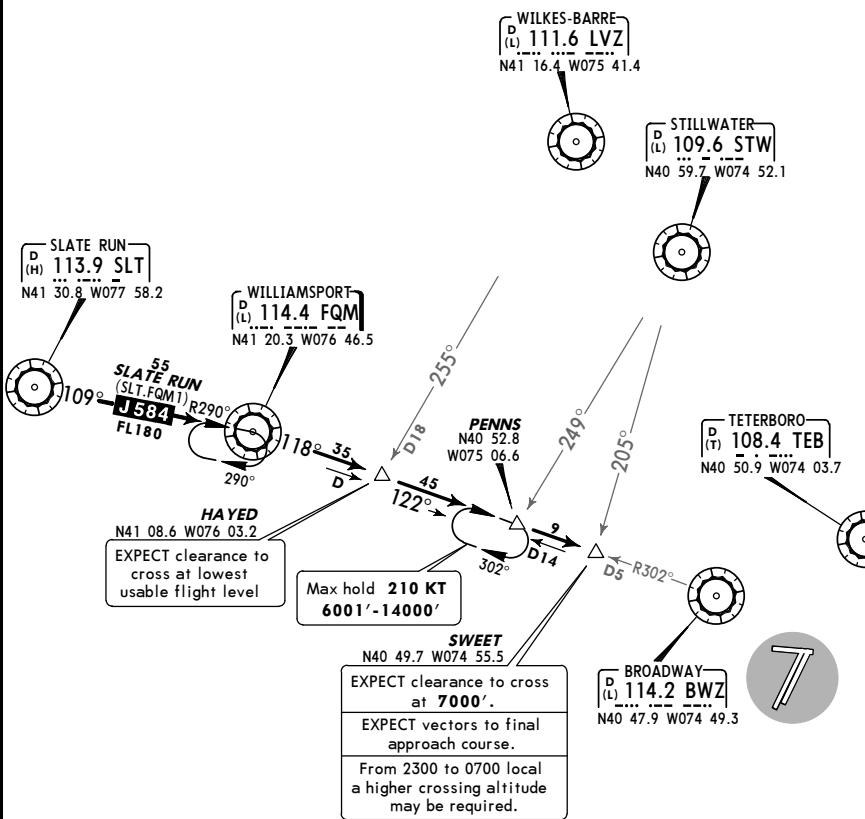 WILKES-BARRE
D
(L) 111.6 LVZ
N41 16.4 W075 41.4
STILLWATER
D
(L) 109.6 STW
N40 59.7 W074 52.1
SLATE RUN
D
(H) 113.9 SLT
N41 30.8 W077 58.2
WILLIAMSPORT
D
(L) 114.4 FQM
N41 20.3 W076 46.5
109°
55
SLATE RUN
(SLT.FQM1)
J584
FL180
R290°
290°
118°
35
D
255°
D18
HAYED
N41 08.6 W076 03.2
EXPECT clearance to
cross at lowest
usable flight level
45
122°
PENNS
N40 52.8
W075 06.6
249°
205°
302°
Max hold 210 KT
6001'-14000'
9
D14
D5
R302°
TETERBORO
D
(T) 108.4 TEB
N40 50.9 W074 03.7
SWEET
N40 49.7 W074 55.5
EXPECT clearance to cross
at 7000'.
EXPECT vectors to final
approach course.
From 2300 to 0700 local
a higher crossing altitude
may be required.
BROADWAY
D
(L) 114.2 BWZ
N40 47.9 W074 49.3